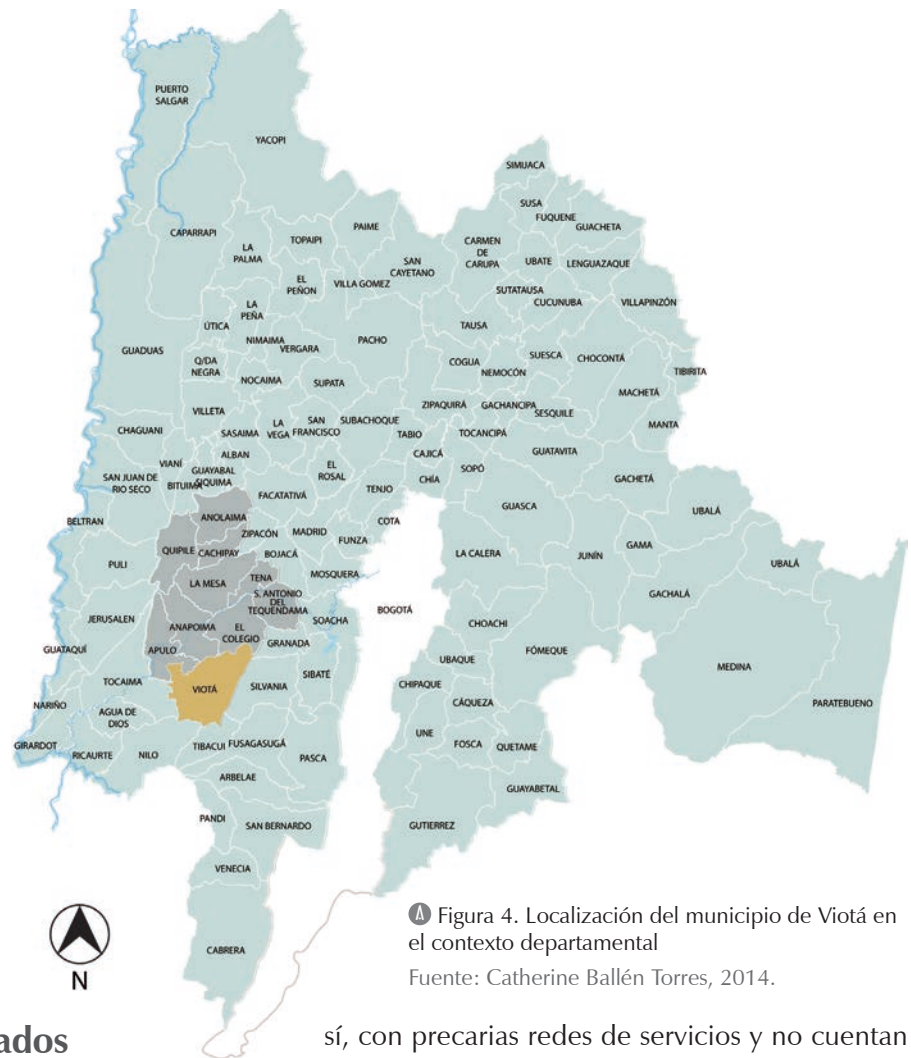 PUERTO
SALGAR
YACOPI
SIMIJACA
SUSA
FUQUENE
GUACHETA
CAPARRAPI
LA
PALMA
TOPAIPI
PAIME
SAN
CAYETANO
CARMEN
DE
CARUPA
UBATE
LENGUAZAQUE
EL
PEÑON
VILLA GOMEZ
SUTATAUSA
CUCUNUBA
VILLAPINZÓN
LA
PEÑA
ÚTICA
TAUSA
NIMAIMA
VERGARA
PACHO
GUADUAS
Q/DA
NEGRA
NOCAIMA
SUPATA
COGUA
NEMOCÓN
SUESCA
CHOCONTÁ
TIBIRITA
MACHETÁ
VILLETA
ZIPAQUIRÁ
GACHANCIPA
SESQUILE
MANTA
CHAGUANI
SASAIMA
LA
VEGA
SAN
FRANCISCO
SUBACHOQUE
TABIO
TOCANCIPÁ
ALBAN
CAJICÁ
GUATAVITA
VIANÍ
GUAYABAL
SIQUIMA
BITUIMA
SAN JUAN DE
RIO SECO
EL
ROSAL
FACATATIVÁ
TENJO
CHÍA
SOPÓ
GACHETÁ
GUASCA
UBALÁ
BELTRAN
ANOLAIMA
ZIPACÓN
MADRID
COTA
FUNZA
QUIPILE
CACHIPAY
BOJACÁ
LA CALERA
JUNÍN
GAMA
UBALÁ
PULI
LA MESA
TENA
MOSQUERA
S. ANTONIO
DEL
TEQUENDAMA
BOGOTÁ
GACHALÁ
JERUSALEN
ANAPOIMA
EL
COLEGIO
SOACHA
CHOACHI
GUATAQUÍ
APULO
GRANADA
FÓMEQUE
UBAQUE
MEDINA
TOCAIMA
VIOTÁ
SILVANIA
SIBATÉ
CHIPAQUE
CÁQUEZA
PARATEBUENO
NARIÑO
AGUA DE
DIOS
UNE
FOSCA
QUETAME
GIRARDOT
RICAURTE
NILO
TIBACUI
FUSAGASUGÁ
PASCA
ARBELAE
GUAYABETAL
PANDI
SAN BERNARDO
GUTIERREZ
VENECIA
CABRERA
N
Figura 4. Localización del municipio de Viotá en
el contexto departamental
Fuente: Catherine Ballén Torres, 2014.
ados
sí, con precarias redes de servicios y no cuentan